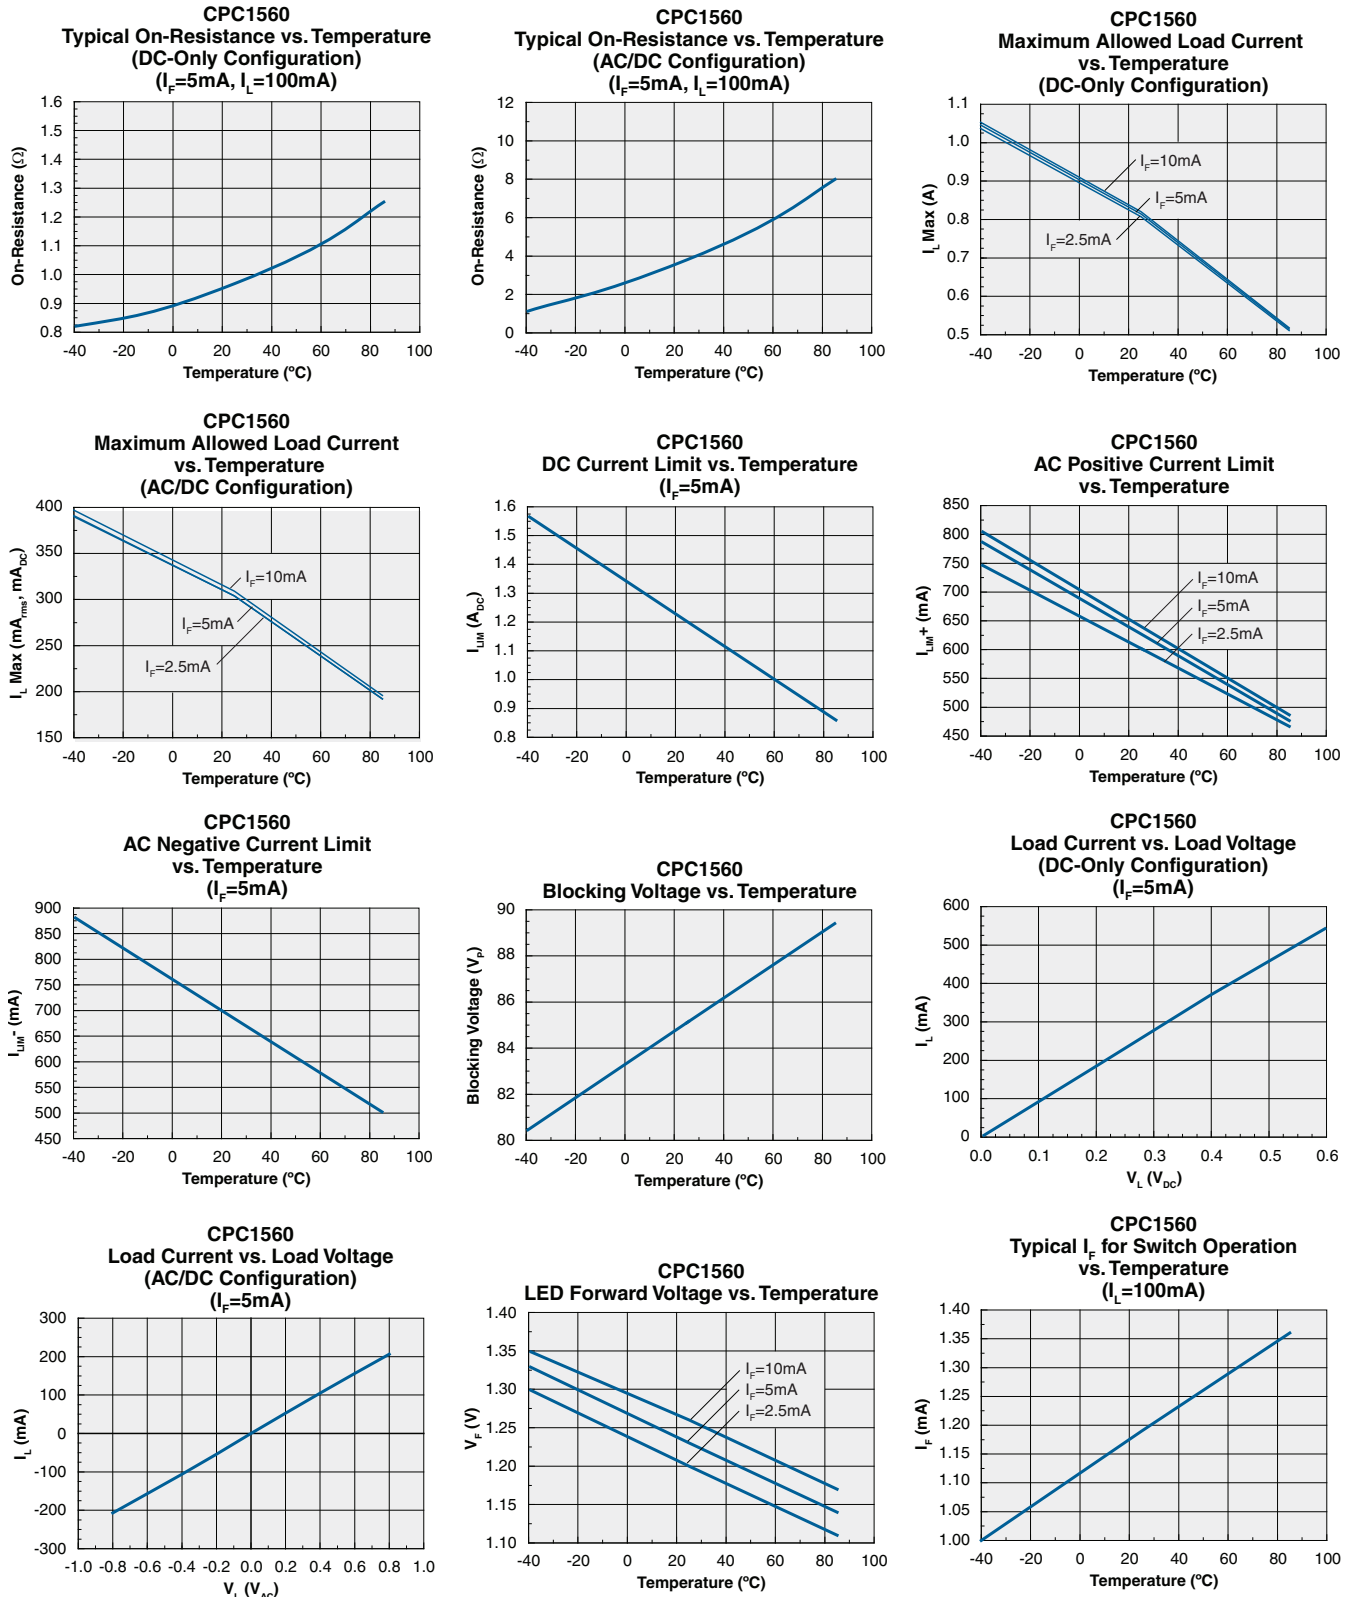 CPC1560
Typical On-Resistance vs. Temperature
(DC-Only Configuration)
(IF=5mA, IL=100mA)
On-Resistance (Ω)
1.6
1.5
1.4
1.3
1.2
1.1
1.0
0.9
0.8
-40 -20 0 20 40 60 80 100
Temperature (ºC)
CPC1560
Typical On-Resistance vs. Temperature
(AC/DC Configuration)
(IF=5mA, IL=100mA)
On-Resistance (Ω)
12
10
8
6
4
2
0
-40 -20 0 20 40 60 80 100
Temperature (ºC)
CPC1560
Maximum Allowed Load Current
vs. Temperature
(DC-Only Configuration)
IL Max (A)
1.1
1.0
0.9
0.8
0.7
0.6
0.5
IF=10mA
IF=5mA
IF=2.5mA
-40 -20 0 20 40 60 80 100
Temperature (ºC)
CPC1560
Maximum Allowed Load Current
vs. Temperature
(AC/DC Configuration)
IL Max (mArms, mADC)
400
350
300
250
200
150
IF=10mA
IF=5mA
IF=2.5mA
-40 -20 0 20 40 60 80 100
Temperature (ºC)
CPC1560
DC Current Limit vs. Temperature
(IF=5mA)
ILIM (ADC)
1.6
1.5
1.4
1.3
1.2
1.1
1.0
0.9
0.8
-40 -20 0 20 40 60 80 100
Temperature (ºC)
CPC1560
AC Positive Current Limit
vs. Temperature
ILIM+ (mA)
850
800
750
700
650
600
550
500
450
IF=10mA
IF=5mA
IF=2.5mA
-40 -20 0 20 40 60 80 100
Temperature (ºC)
CPC1560
AC Negative Current Limit
vs. Temperature
(IF=5mA)
ILIM- (mA)
900
850
800
750
700
650
600
550
500
450
-40 -20 0 20 40 60 80 100
Temperature (ºC)
CPC1560
Blocking Voltage vs. Temperature
Blocking Voltage (VP)
90
88
86
84
82
80
-40 -20 0 20 40 60 80 100
Temperature (ºC)
CPC1560
Load Current vs. Load Voltage
(DC-Only Configuration)
(IF=5mA)
IL (mA)
600
500
400
300
200
100
0
0.0 0.1 0.2 0.3 0.4 0.5 0.6
VL (VDC)
CPC1560
Load Current vs. Load Voltage
(AC/DC Configuration)
(IF=5mA)
IL (mA)
300
200
100
0
-100
-200
-300
-1.0 -0.8 -0.6 -0.4 -0.2 0.0 0.2 0.4 0.6 0.8 1.0
VL (VAC)
CPC1560
LED Forward Voltage vs. Temperature
VF (V)
1.40
1.35
1.30
1.25
1.20
1.15
1.10
IF=10mA
IF=5mA
IF=2.5mA
-40 -20 0 20 40 60 80 100
Temperature (ºC)
CPC1560
Typical IF for Switch Operation
vs. Temperature
(IL=100mA)
IF (mA)
1.40
1.35
1.30
1.25
1.20
1.15
1.10
1.05
1.00
-40 -20 0 20 40 60 80 100
Temperature (ºC)